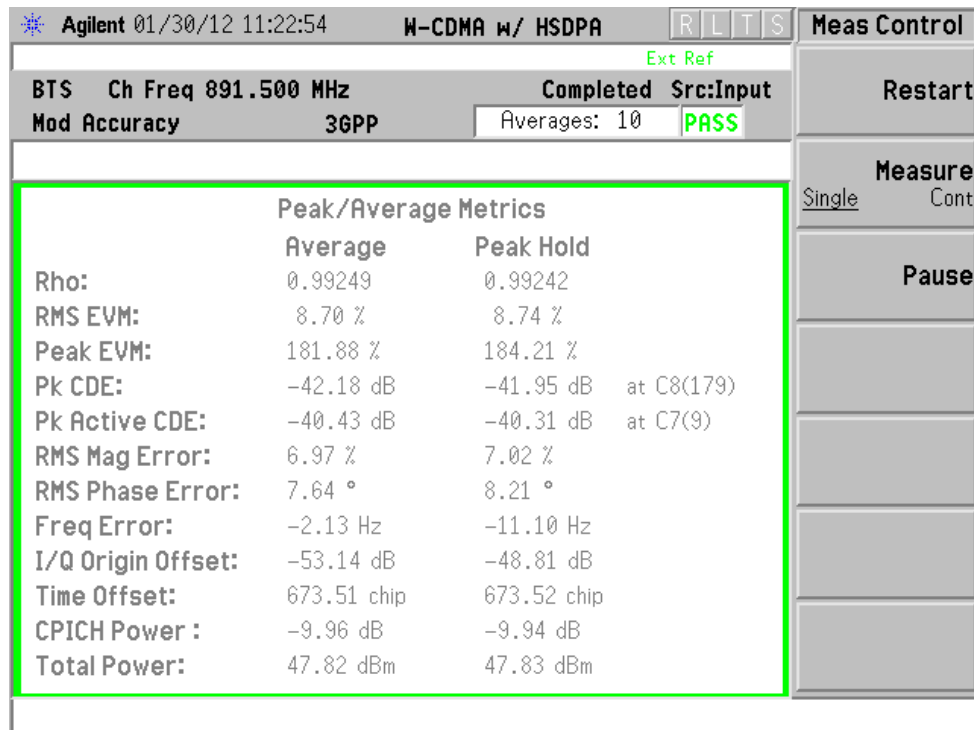 Agilent 01/30/12 11:22:54 W-CDMA w/ HSDPA R L T S Meas Control
Ext Ref
BTS Ch Freq 891.500 MHz Completed Src:Input
Mod Accuracy 3GPP Averages: 10 PASS
Restart
Measure
Single Cont
Pause
Peak/Average Metrics
Average Peak Hold
Rho: 0.99249 0.99242
RMS EVM: 8.70 % 8.74 %
Peak EVM: 181.88 % 184.21 %
Pk CDE: -42.18 dB -41.95 dB at C8(179)
Pk Active CDE: -40.43 dB -40.31 dB at C7(9)
RMS Mag Error: 6.97 % 7.02 %
RMS Phase Error: 7.64 ° 8.21 °
Freq Error: -2.13 Hz -11.10 Hz
I/Q Origin Offset: -53.14 dB -48.81 dB
Time Offset: 673.51 chip 673.52 chip
CPICH Power : -9.96 dB -9.94 dB
Total Power: 47.82 dBm 47.83 dBm